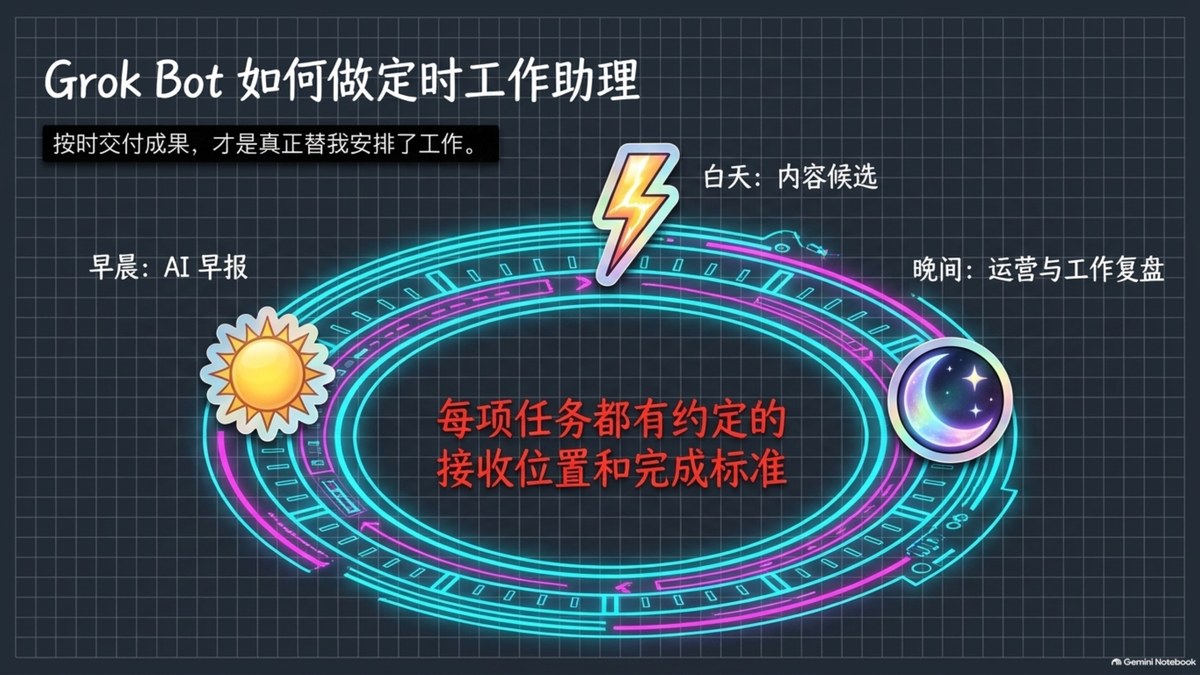 Grok Bot 如何做定时工作助理
按时交付成果，才是真正替我安排了工作。
白天：内容候选
早晨：AI 早报
晚间：运营与工作复盘
每项任务都有约定的
接收位置和完成标准
Gemini Notebook